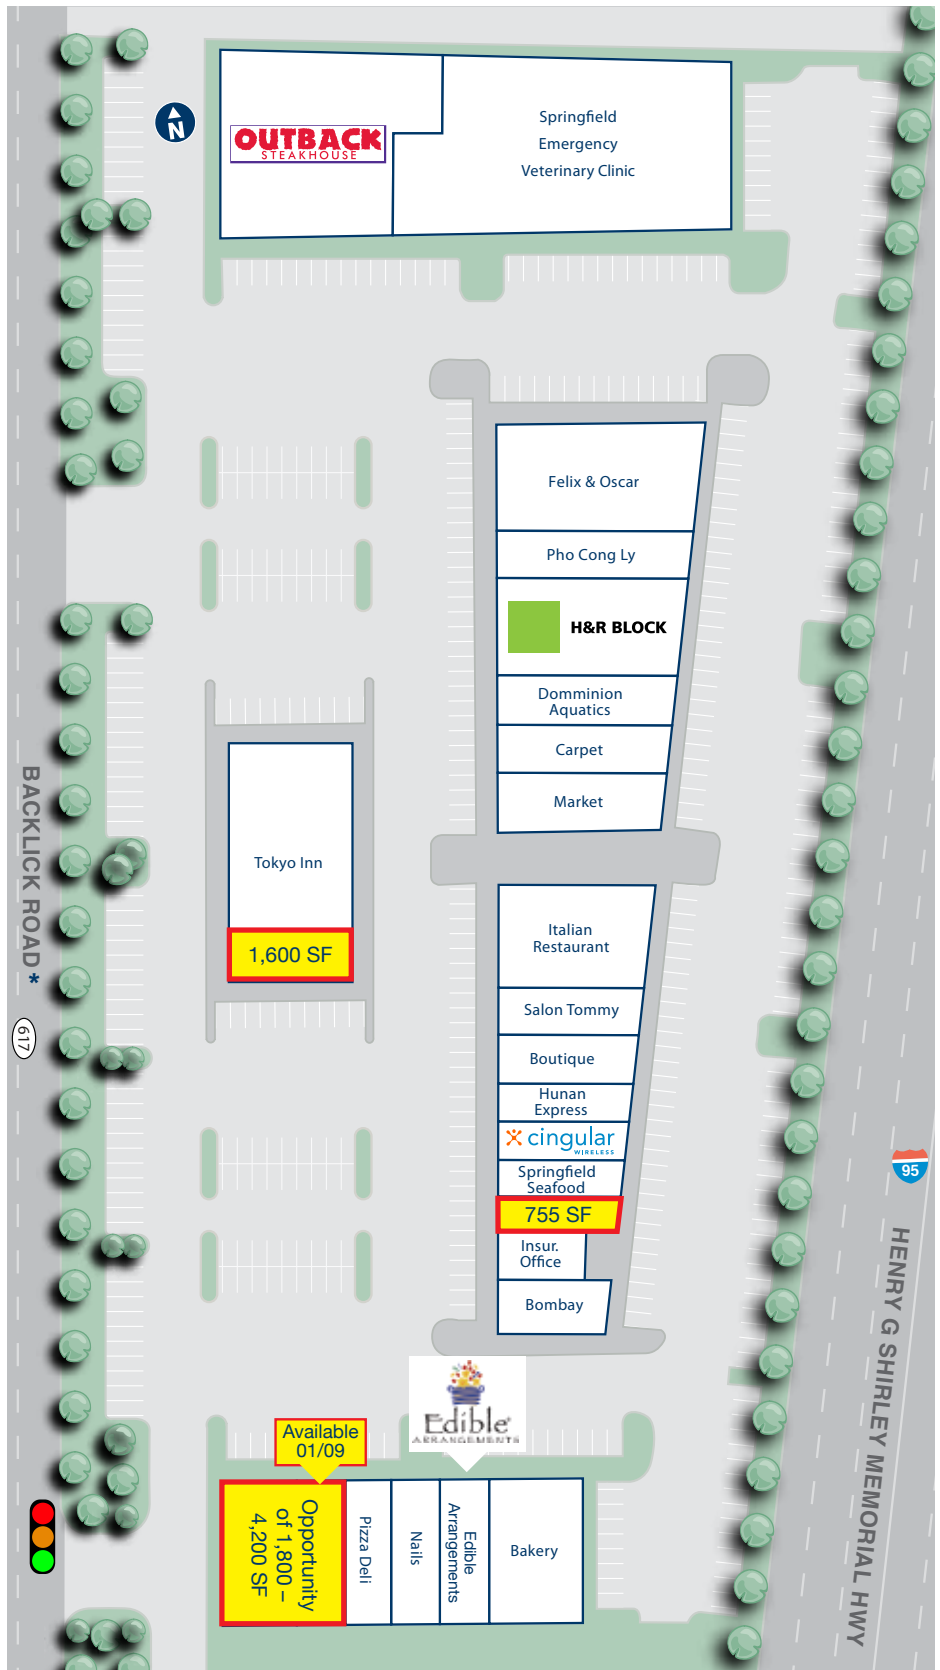 N
OUTBACK
STEAKHOUSE
Springfield
Emergency
Veterinary Clinic
Felix & Oscar
Pho Cong Ly
H&R BLOCK
Domminion
Aquatics
Carpet
Market
Tokyo Inn
1,600 SF
BACKLICK ROAD*
617
Italian
Restaurant
Salon Tommy
Boutique
Hunan
Express
cingular
WIRELESS
Springfield
Seafood
755 SF
Insur.
Office
Bombay
95
HENRY G SHIRLEY MEMORIAL HWY
Edible
ARRANGEMENTS
Available
01/09
Opportunity
of 1,800 –
4,200 SF
Pizza Deli
Nails
Edible
Arrangements
Bakery